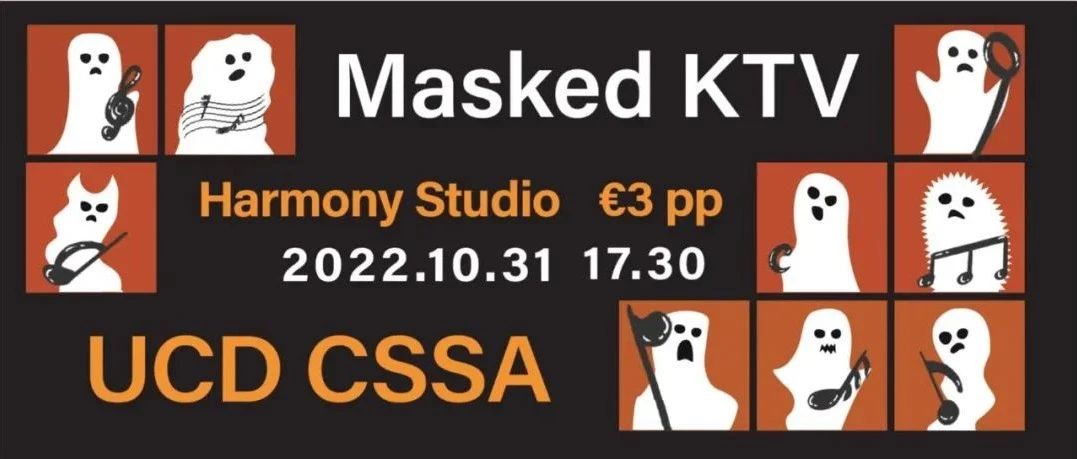 Masked KTV
Harmony Studio €3 pp
2022.10.31 17.30
UCD CSSA